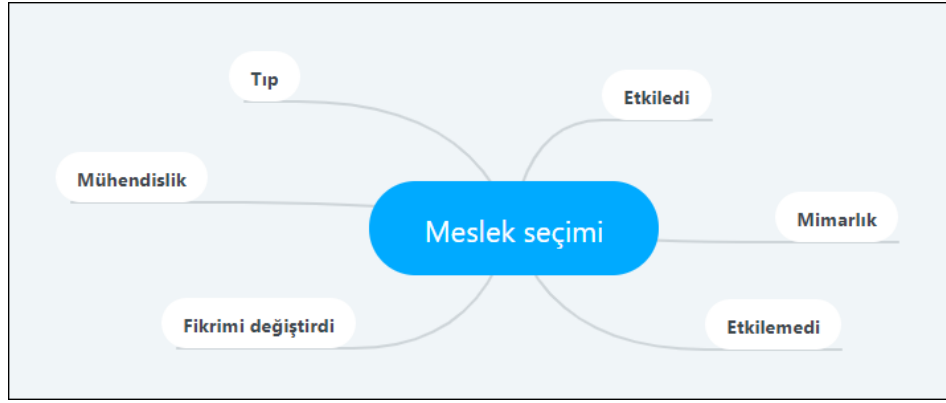 Tıp
Etkiledi
Mühendislik
Meslek seçimi
Mimarlık
Fikrimi değiştirdi
Etkilemedi